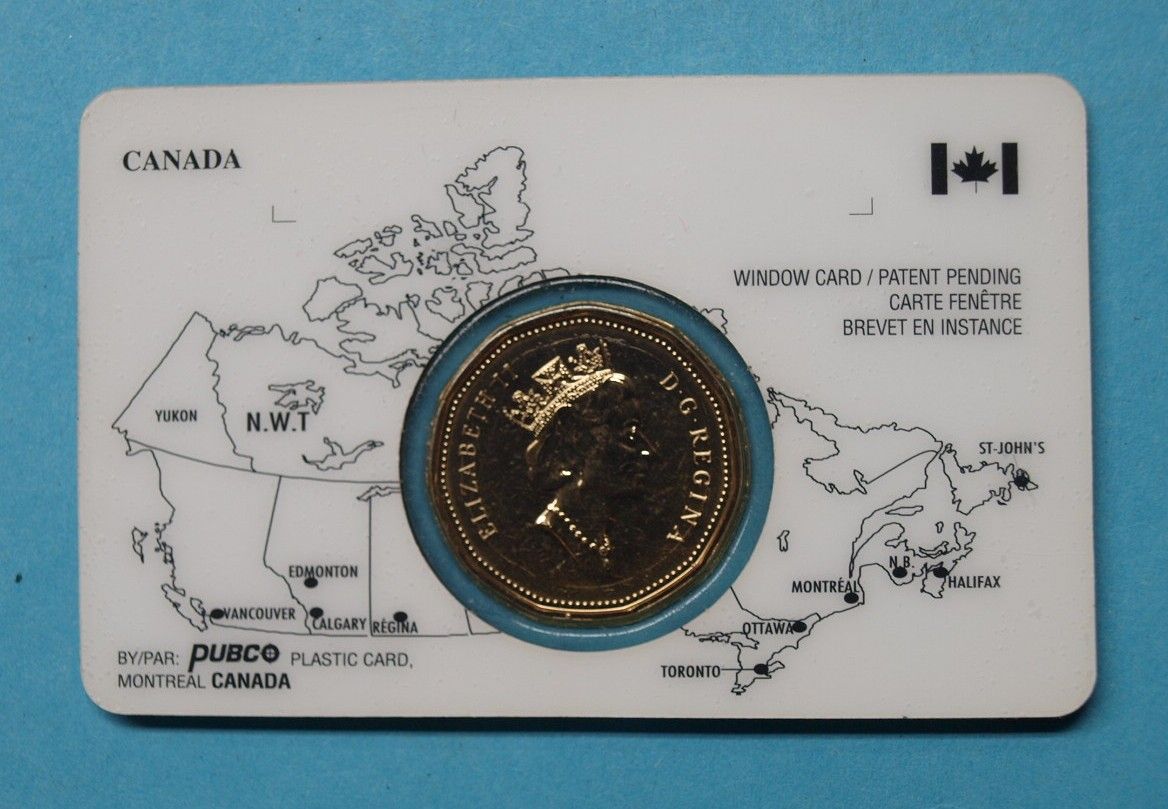 CANADA
WINDOW CARD / PATENT PENDING
CARTE FENÊTRE
BREVET EN INSTANCE
YUKON
N.W.T
ELIZABETH II D·G·REGINA
ST-JOHN'S
N.B.
EDMONTON
MONTRÉAL
HALIFAX
VANCOUVER
CALGARY
RÉGINA
OTTAWA
TORONTO
BY/PAR: PUBCO PLASTIC CARD,
MONTREAL CANADA